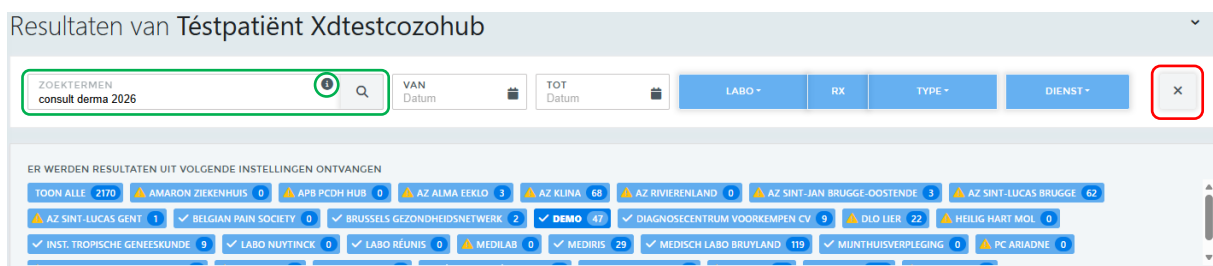 Resultaten van Téstpatiënt Xdtestcozohub
ZOEKTERMEN
consult derma 2026
VAN
Datum
TOT
Datum
LABO
RX
TYPE
DIENST
ER WERDEN RESULTATEN UIT VOLGENDE INSTELLINGEN ONTVANGEN
TOON ALLE 2170 AMARON ZIEKENHUIS 0 APB PCDH HUB 0 AZ ALMA EEKLO 3 AZ KLINA 68 AZ RIVIERENLAND 0 AZ SINT-JAN BRUGGE-OOSTENDE 3 AZ SINT-LUCAS BRUGGE 62
AZ SINT-LUCAS GENT 1 BELGIAN PAIN SOCIETY 0 BRUSSELS GEZONDHEIDSNETWERK 2 DEMO 47 DIAGNOSECENTRUM VOORKEMPEN CV 9 DLO LIER 22 HEILIG HART MOL 0
INST. TROPISCHE GENEESKUNDE 9 LABO NUYTINCK 0 LABO RÉUNIS 0 MEDILAB 0 MEDIRIS 29 MEDISCH LABO BRUYLAND 119 MIJNTHUISVERPLEGING 0 PC ARIADNE 0